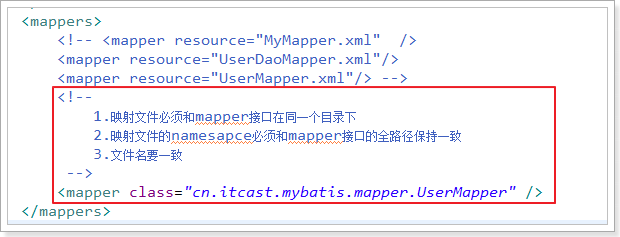 <mappers>
<!-- <mapper resource="MyMapper.xml"  />
<mapper resource="UserDaoMapper.xml"/>
<mapper resource="UserMapper.xml"/> -->
<!--
1.映射文件必须和mapper接口在同一个目录下
2.映射文件的namesapce必须和mapper接口的全路径保持一致
3.文件名要一致
-->
<mapper class="cn.itcast.mybatis.mapper.UserMapper" />
</mappers>